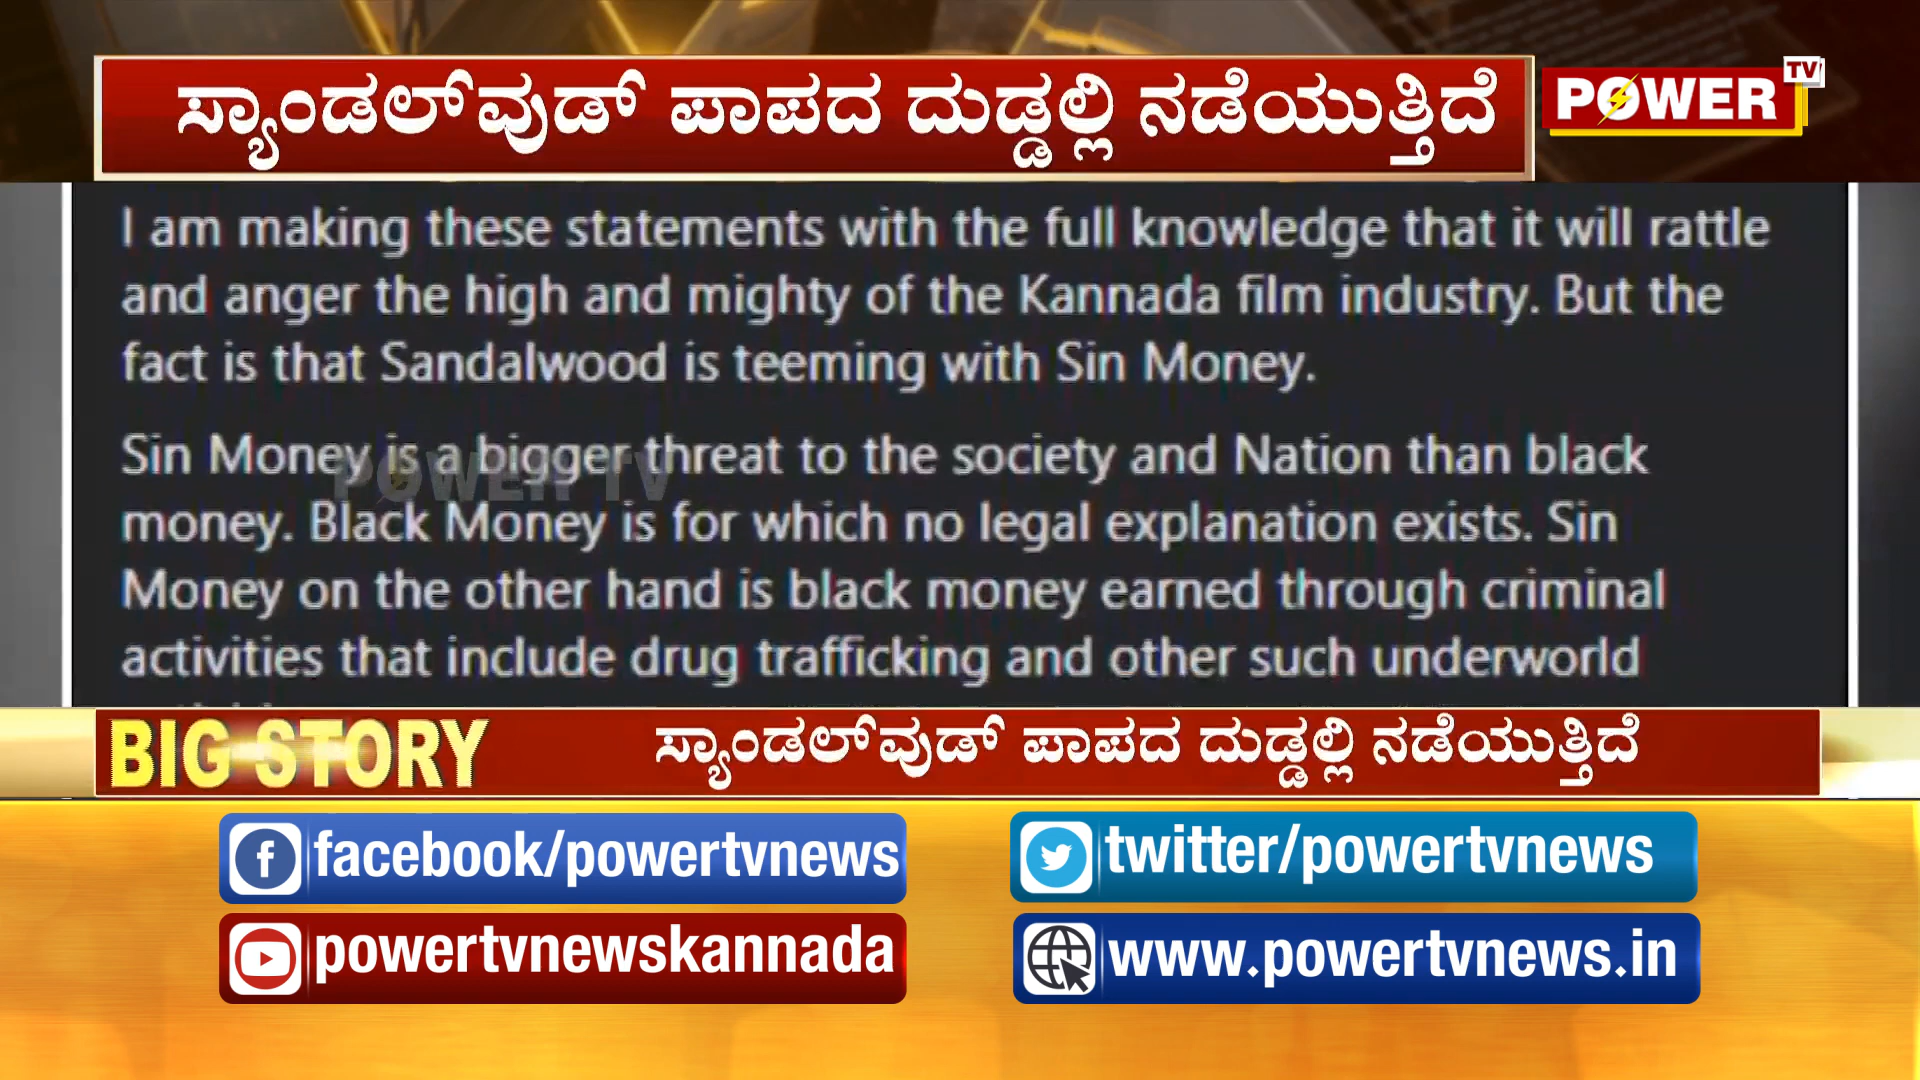 ಸ್ಯಾಂಡಲ್‌ವುಡ್ ಪಾಪದ ದುಡ್ಡಲ್ಲಿ ನಡೆಯುತ್ತಿದೆ
POWER TV
I am making these statements with the full knowledge that it will rattle
and anger the high and mighty of the Kannada film industry. But the
fact is that Sandalwood is teeming with Sin Money.
Sin Money is a bigger threat to the society and Nation than black
POWER TV
money. Black Money is for which no legal explanation exists. Sin
Money on the other hand is black money earned through criminal
activities that include drug trafficking and other such underworld
BIG STORY ಸ್ಯಾಂಡಲ್‌ವುಡ್ ಪಾಪದ ದುಡ್ಡಲ್ಲಿ ನಡೆಯುತ್ತಿದೆ
facebook/powertvnews
twitter/powertvnews
powertvnewskannada
www.powertvnews.in